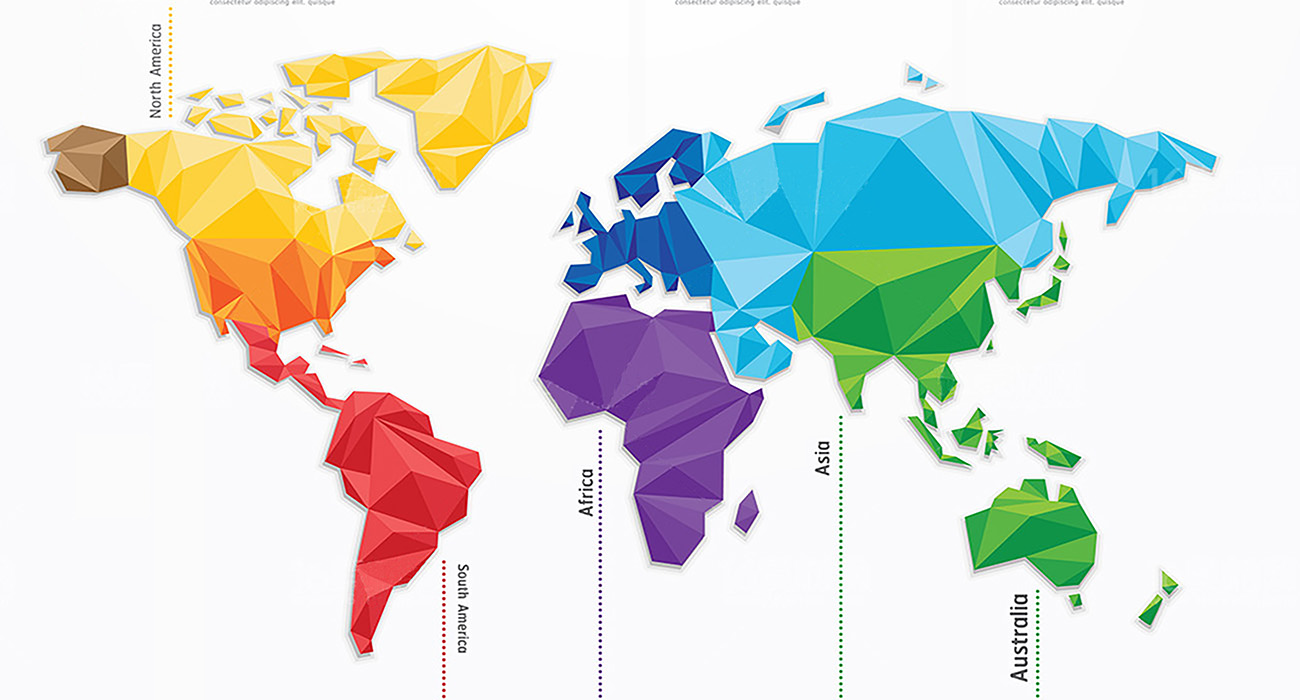 consectetur adipiscing elit, quisque
consectetur adipiscing elit, quisque
consectetur adipiscing elit, quisque
North America
Africa
Asia
South America
Australia